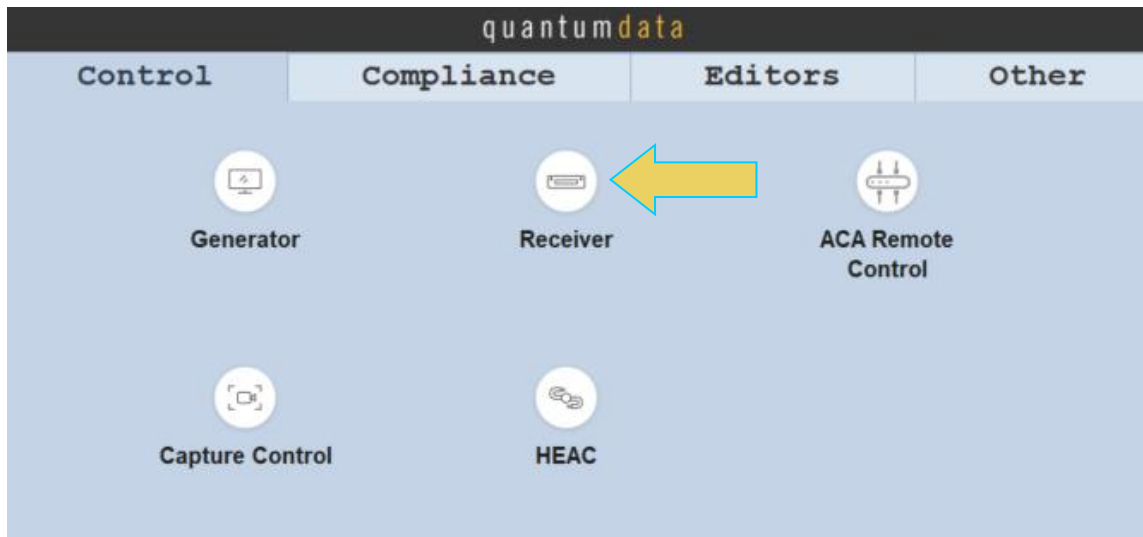 quantumdata
Control Compliance Editors Other
Generator Receiver ACA Remote
Control
Capture Control HEAC